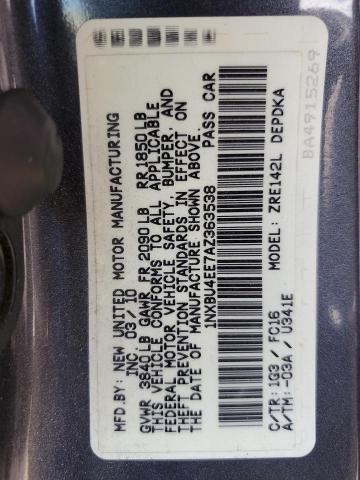 MFD. BY: NEW UNITED MOTOR MANUFACTURING
INC. 03/10
GVWR 3840LB GAWR FR 2090LB RR 1850LB
THIS VEHICLE CONFORMS TO ALL APPLICABLE
FEDERAL MOTOR VEHICLE SAFETY, BUMPER, AND
THEFT PREVENTION STANDARDS IN EFFECT ON
THE DATE OF MANUFACTURE SHOWN ABOVE.
1NXBU4EE7AZ363538 PASS CAR
C/TR: 1G3 / FC16 MODEL: ZRE142L DEPDKA
A/TM: -03A / U341E
BA4915269